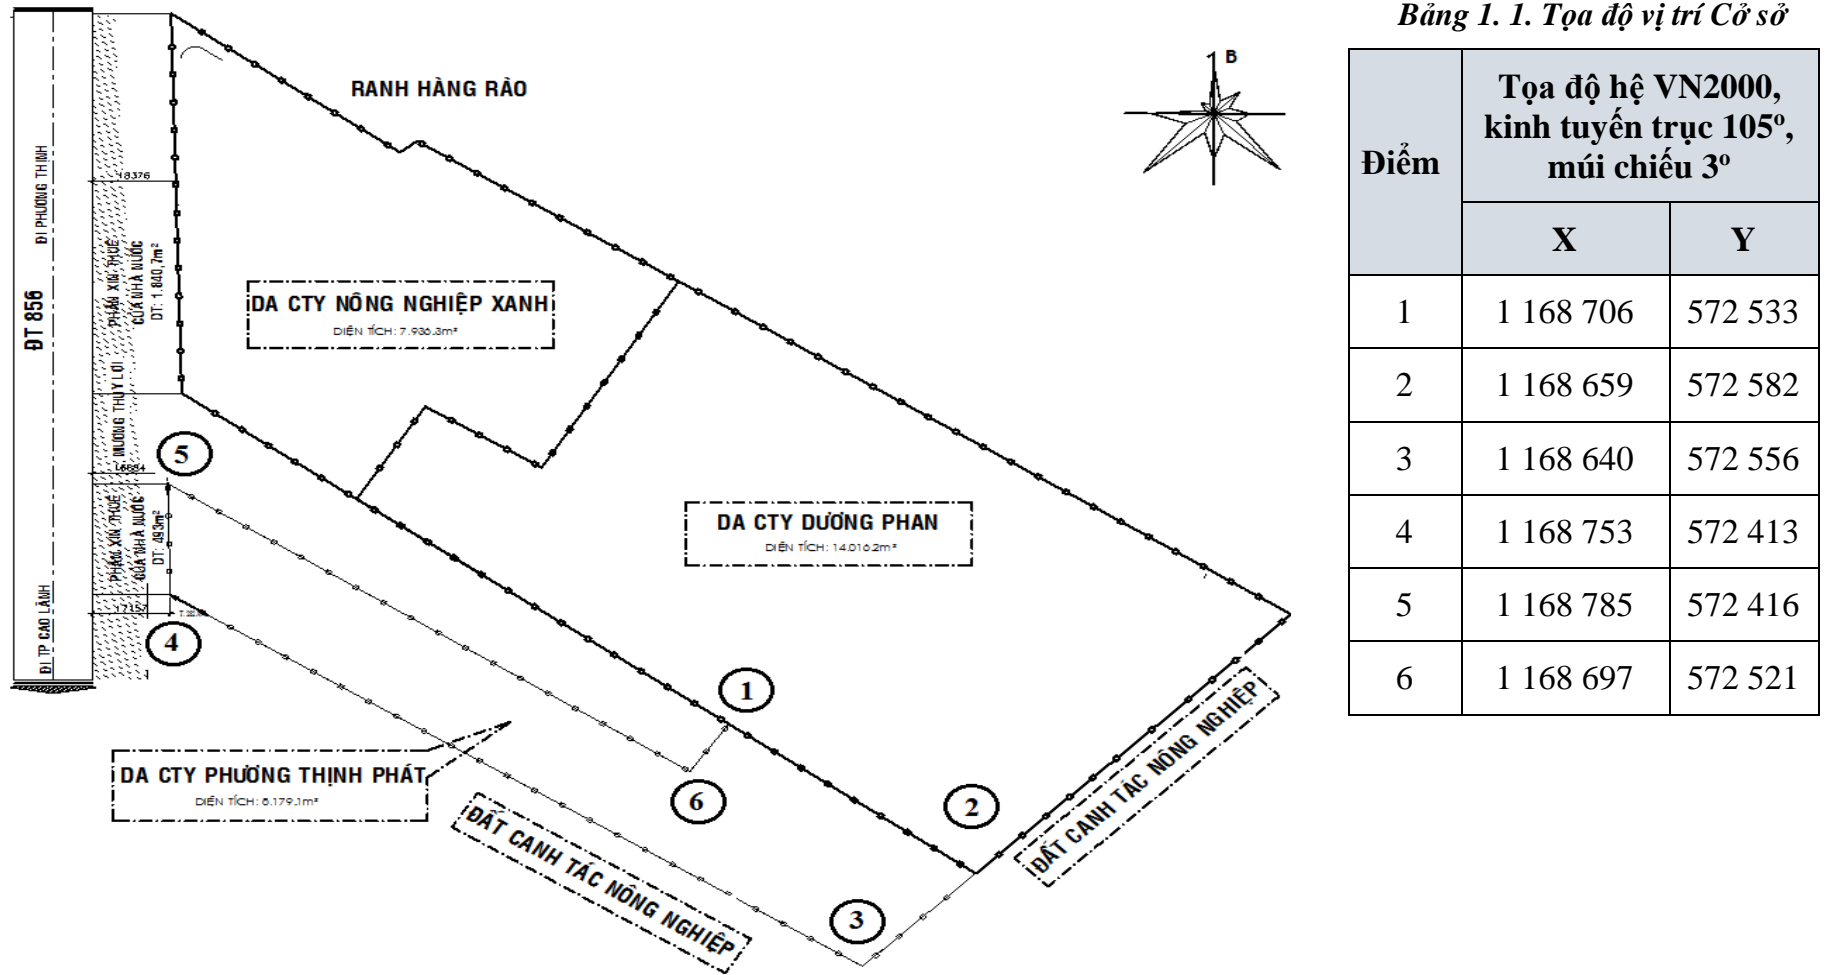 Bảng 1. 1. Tọa độ vị trí Cở sở
B
RANH HÀNG RÀO
ĐI PHƯƠNG THỊNH
ĐT 856
ĐI TP CAO LÃNH
18376
PHẦN XIN THUÊ
CỦA NHÀ NƯỚC
DT: 1.840,7m²
MƯƠNG THUỶ LỢI
DA CTY NÔNG NGHIỆP XANH
DIỆN TÍCH: 7.936.3m²
5
PHẦN XIN THUÊ
CỦA NHÀ NƯỚC
DT: 493m²
17157
4
DA CTY DƯƠNG PHAN
DIỆN TÍCH: 14.016.2m²
1
DA CTY PHƯƠNG THỊNH PHÁT
6
2
3
ĐẤT CANH TÁC NÔNG NGHIỆP
ĐẤT CANH TÁC NÔNG NGHIỆP
Điểm
Tọa độ hệ VN2000,
kinh tuyến trục 105º,
múi chiếu 3º
X Y
1 1 168 706 572 533
2 1 168 659 572 582
3 1 168 640 572 556
4 1 168 753 572 413
5 1 168 785 572 416
6 1 168 697 572 521